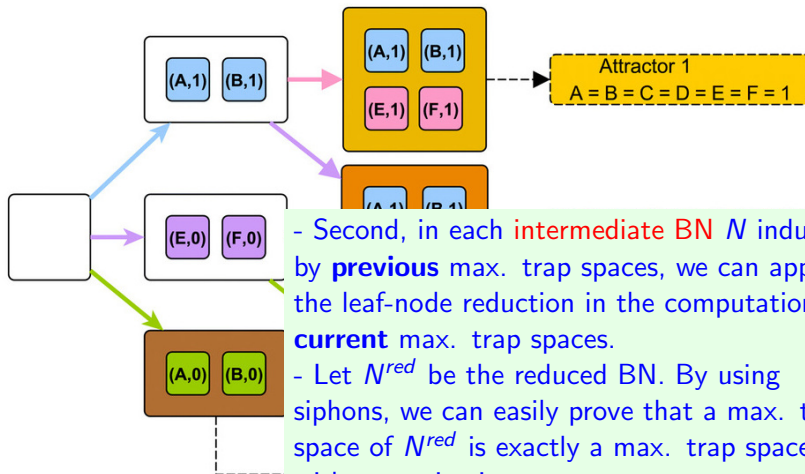 (A,1) (B,1)
(A,1) (B,1)
(E,1) (F,1)
Attractor 1
A = B = C = D = E = F = 1
(A,1) (B,1)
(E,0) (F,0)
(A,0) (B,0)
- Second, in each intermediate BN N indu
by previous max. trap spaces, we can app
the leaf-node reduction in the computation
current max. trap spaces.
- Let N^red be the reduced BN. By using
siphons, we can easily prove that a max. t
space of N^red is exactly a max. trap space